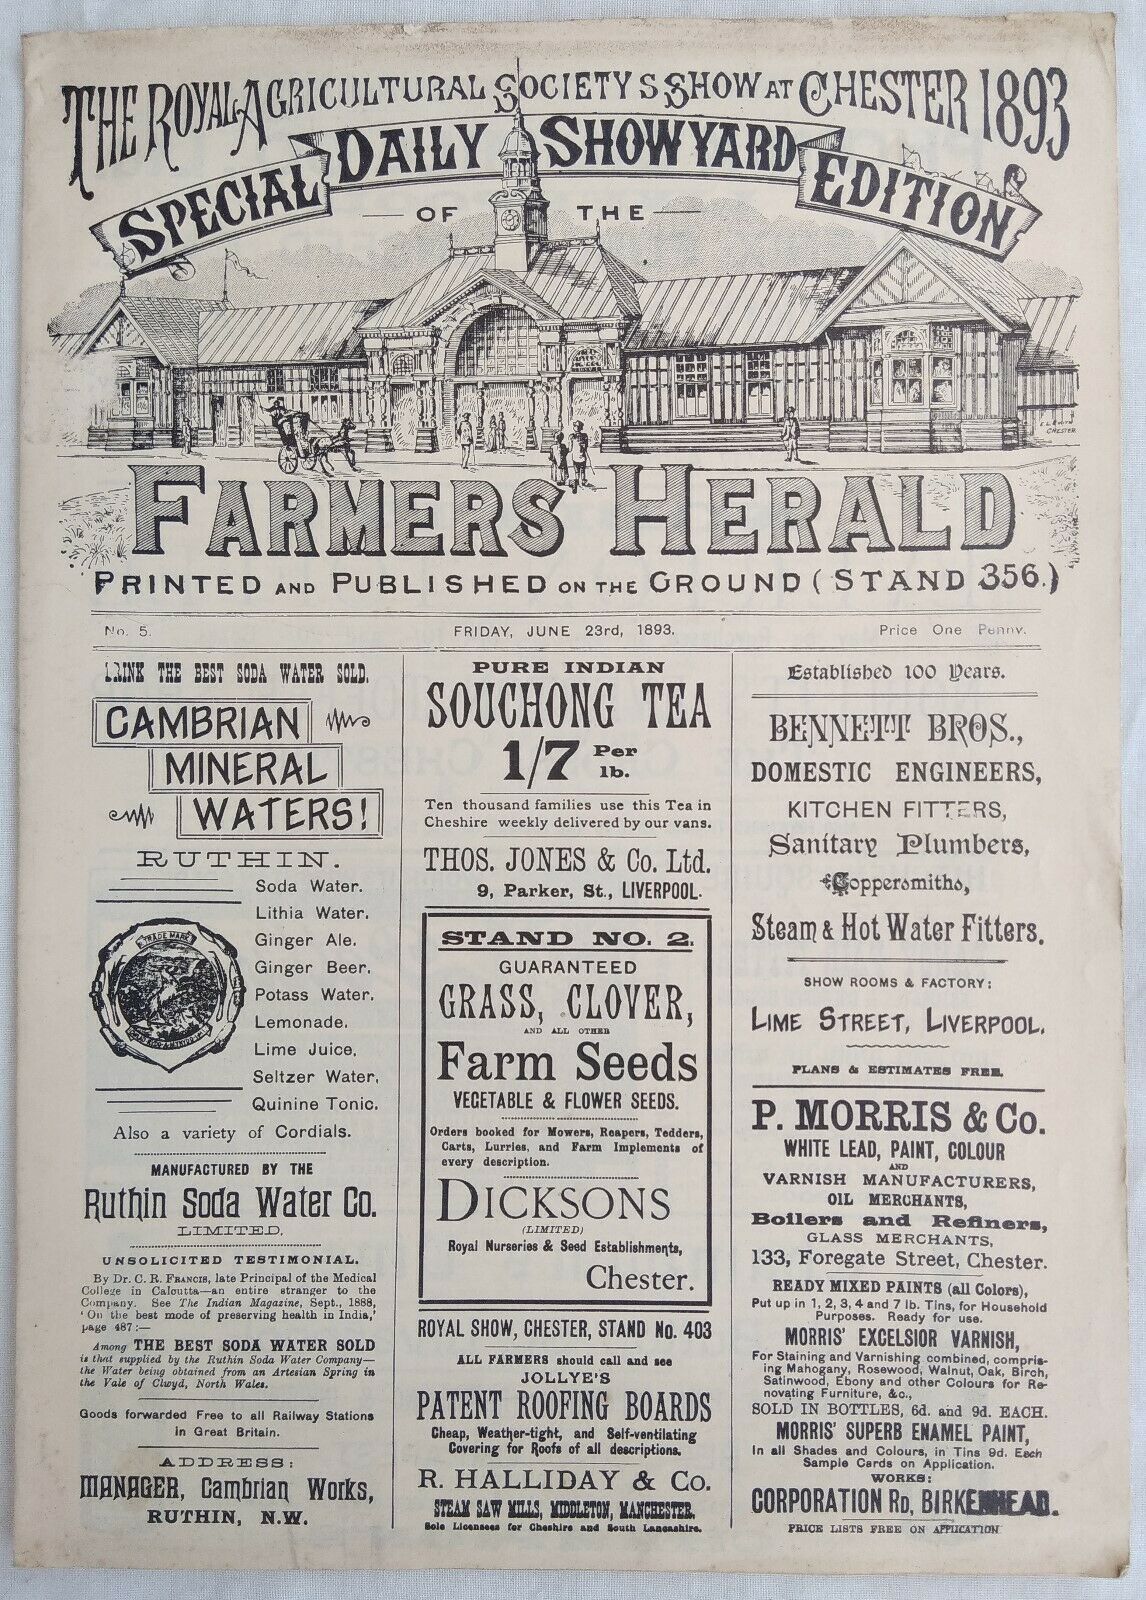 THE ROYAL AGRICULTURAL SOCIETY'S SHOW AT CHESTER 1893
SPECIAL DAILY SHOWYARD EDITION
OF THE
FARMERS HERALD
PRINTED AND PUBLISHED ON THE GROUND (STAND 356.)
No. 5. FRIDAY, JUNE 23rd, 1893. Price One Penny.
DRINK THE BEST SODA WATER SOLD.
CAMBRIAN
MINERAL
WATERS!
RUTHIN.
Soda Water.
Lithia Water.
Ginger Ale.
Ginger Beer.
Potass Water.
Lemonade.
Lime Juice.
Seltzer Water,
Quinine Tonic.
TRADE MARK
Also a variety of Cordials.
MANUFACTURED BY THE
Ruthin Soda Water Co.
LIMITED.
UNSOLICITED TESTIMONIAL.
By Dr. C. R. FRANCIS, late Principal of the Medical
College in Calcutta—an entire stranger to the
Company. See The Indian Magazine, Sept., 1888,
'On the best mode of preserving health in India,'
page 487:—
Among THE BEST SODA WATER SOLD
is that supplied by the Ruthin Soda Water Company—
the Water being obtained from an Artesian Spring in
the Vale of Clwyd, North Wales.
Goods forwarded Free to all Railway Stations
in Great Britain.
ADDRESS:
MANAGER, Cambrian Works,
RUTHIN, N.W.
PURE INDIAN
SOUCHONG TEA
1/7 Per lb.
Ten thousand families use this Tea in
Cheshire weekly delivered by our vans.
THOS. JONES & Co. Ltd.
9, Parker, St., LIVERPOOL.
STAND NO. 2.
GUARANTEED
GRASS, CLOVER,
AND ALL OTHER
Farm Seeds
VEGETABLE & FLOWER SEEDS.
Orders booked for Mowers, Reapers, Tedders,
Carts, Lurries, and Farm Implements of
every description.
DICKSONS
(LIMITED)
Royal Nurseries & Seed Establishments,
Chester.
ROYAL SHOW, CHESTER, STAND No. 403
ALL FARMERS should call and see
JOLLYE'S
PATENT ROOFING BOARDS
Cheap, Weather-tight, and Self-ventilating
Covering for Roofs of all descriptions.
R. HALLIDAY & Co.
STEAM SAW MILLS, MIDDLETON, MANCHESTER.
Sole Licensees for Cheshire and South Lancashire.
Established 100 Years.
BENNETT BROS.,
DOMESTIC ENGINEERS,
KITCHEN FITTERS,
Sanitary Plumbers,
Coppersmiths,
Steam & Hot Water Fitters.
SHOW ROOMS & FACTORY:
LIME STREET, LIVERPOOL.
PLANS & ESTIMATES FREE.
P. MORRIS & Co.
WHITE LEAD, PAINT, COLOUR
AND
VARNISH MANUFACTURERS,
OIL MERCHANTS,
Boilers and Refiners,
GLASS MERCHANTS,
133, Foregate Street, Chester.
READY MIXED PAINTS (all Colors),
Put up in 1, 2, 3, 4 and 7 lb. Tins, for Household
Purposes. Ready for use.
MORRIS' EXCELSIOR VARNISH,
For Staining and Varnishing combined, compris-
ing Mahogany, Rosewood, Walnut, Oak, Birch,
Satinwood, Ebony and other Colours for Re-
novating Furniture, &c.,
SOLD IN BOTTLES, 6d. and 9d. EACH.
MORRIS' SUPERB ENAMEL PAINT,
In all Shades and Colours, in Tins 9d. Each
Sample Cards on Application.
WORKS:
CORPORATION RD, BIRKENHEAD.
PRICE LISTS FREE ON APPLICATION